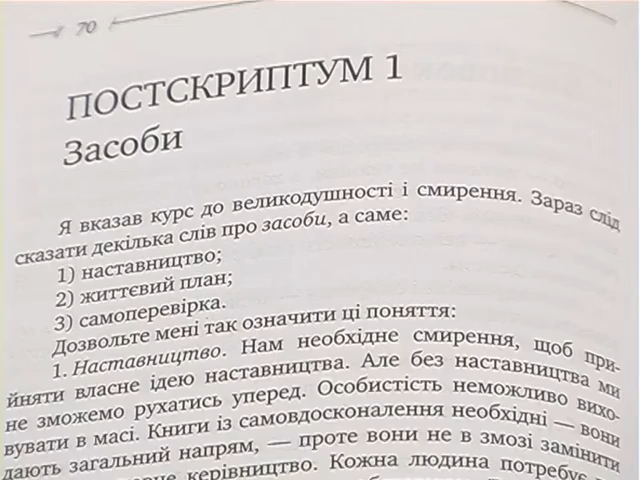 70
ПОСТСКРИПТУМ 1
Засоби
Я вказав курс до великодушності і смирення. Зараз слід
сказати декілька слів про засоби, а саме:
1) наставництво;
2) життєвий план;
3) самоперевірка.
Дозвольте мені так означити ці поняття:
1. Наставництво. Нам необхідне смирення, щоб при-
йняти власне ідею наставництва. Але без наставництва ми
не зможемо рухатись уперед. Особистість неможливо вихо-
вувати в масі. Книги із самовдосконалення необхідні — вони
дають загальний напрям, — проте вони не в змозі замінити
керівництво. Кожна людина потребує